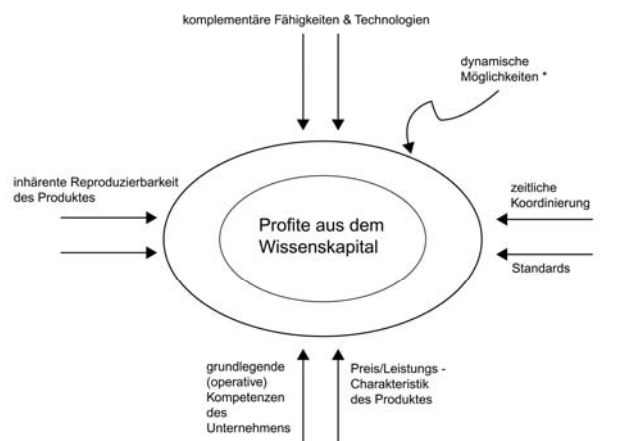 komplementäre Fähigkeiten & Technologien
dynamische
Möglichkeiten *
inhärente Reproduzierbarkeit
des Produktes
zeitliche
Koordinierung
Profite aus dem
Wissenskapital
Standards
grundlegende
(operative)
Kompetenzen
des
Unternehmens
Preis/Leistungs -
Charakteristik
des Produktes